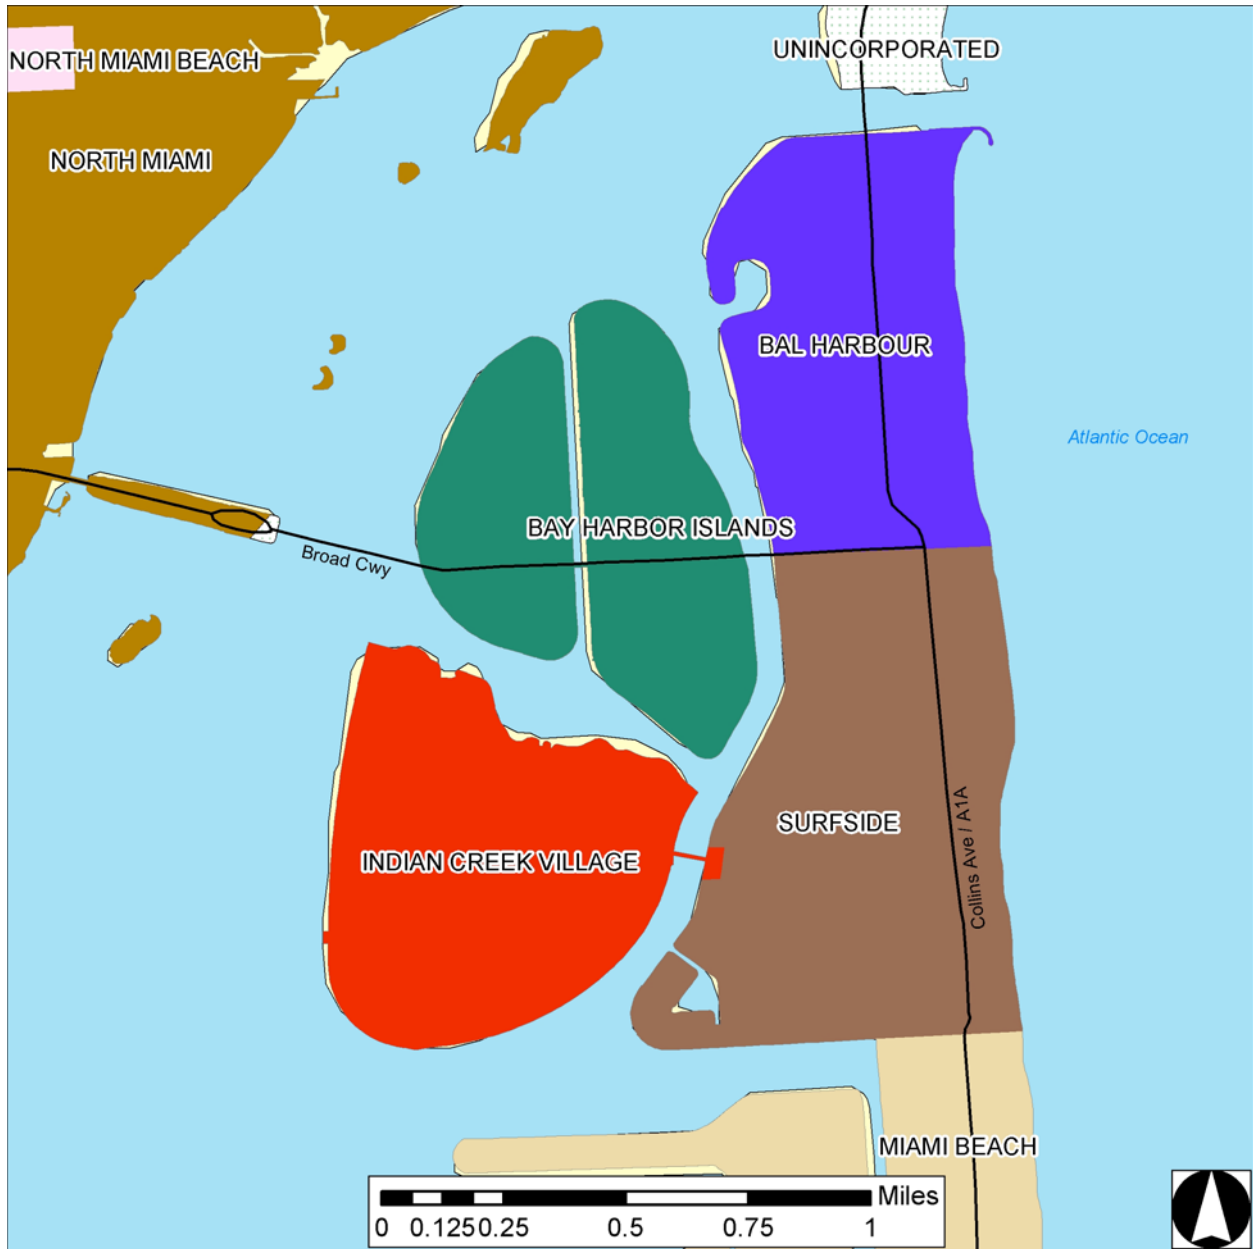 UNINCORPORATED
NORTH MIAMI BEACH
NORTH MIAMI
BAL HARBOUR
Atlantic Ocean
BAY HARBOR ISLANDS
Broad Cwy
Collins Ave / A1A
SURFSIDE
INDIAN CREEK VILLAGE
MIAMI BEACH
Miles
0 0.125 0.25 0.5 0.75 1